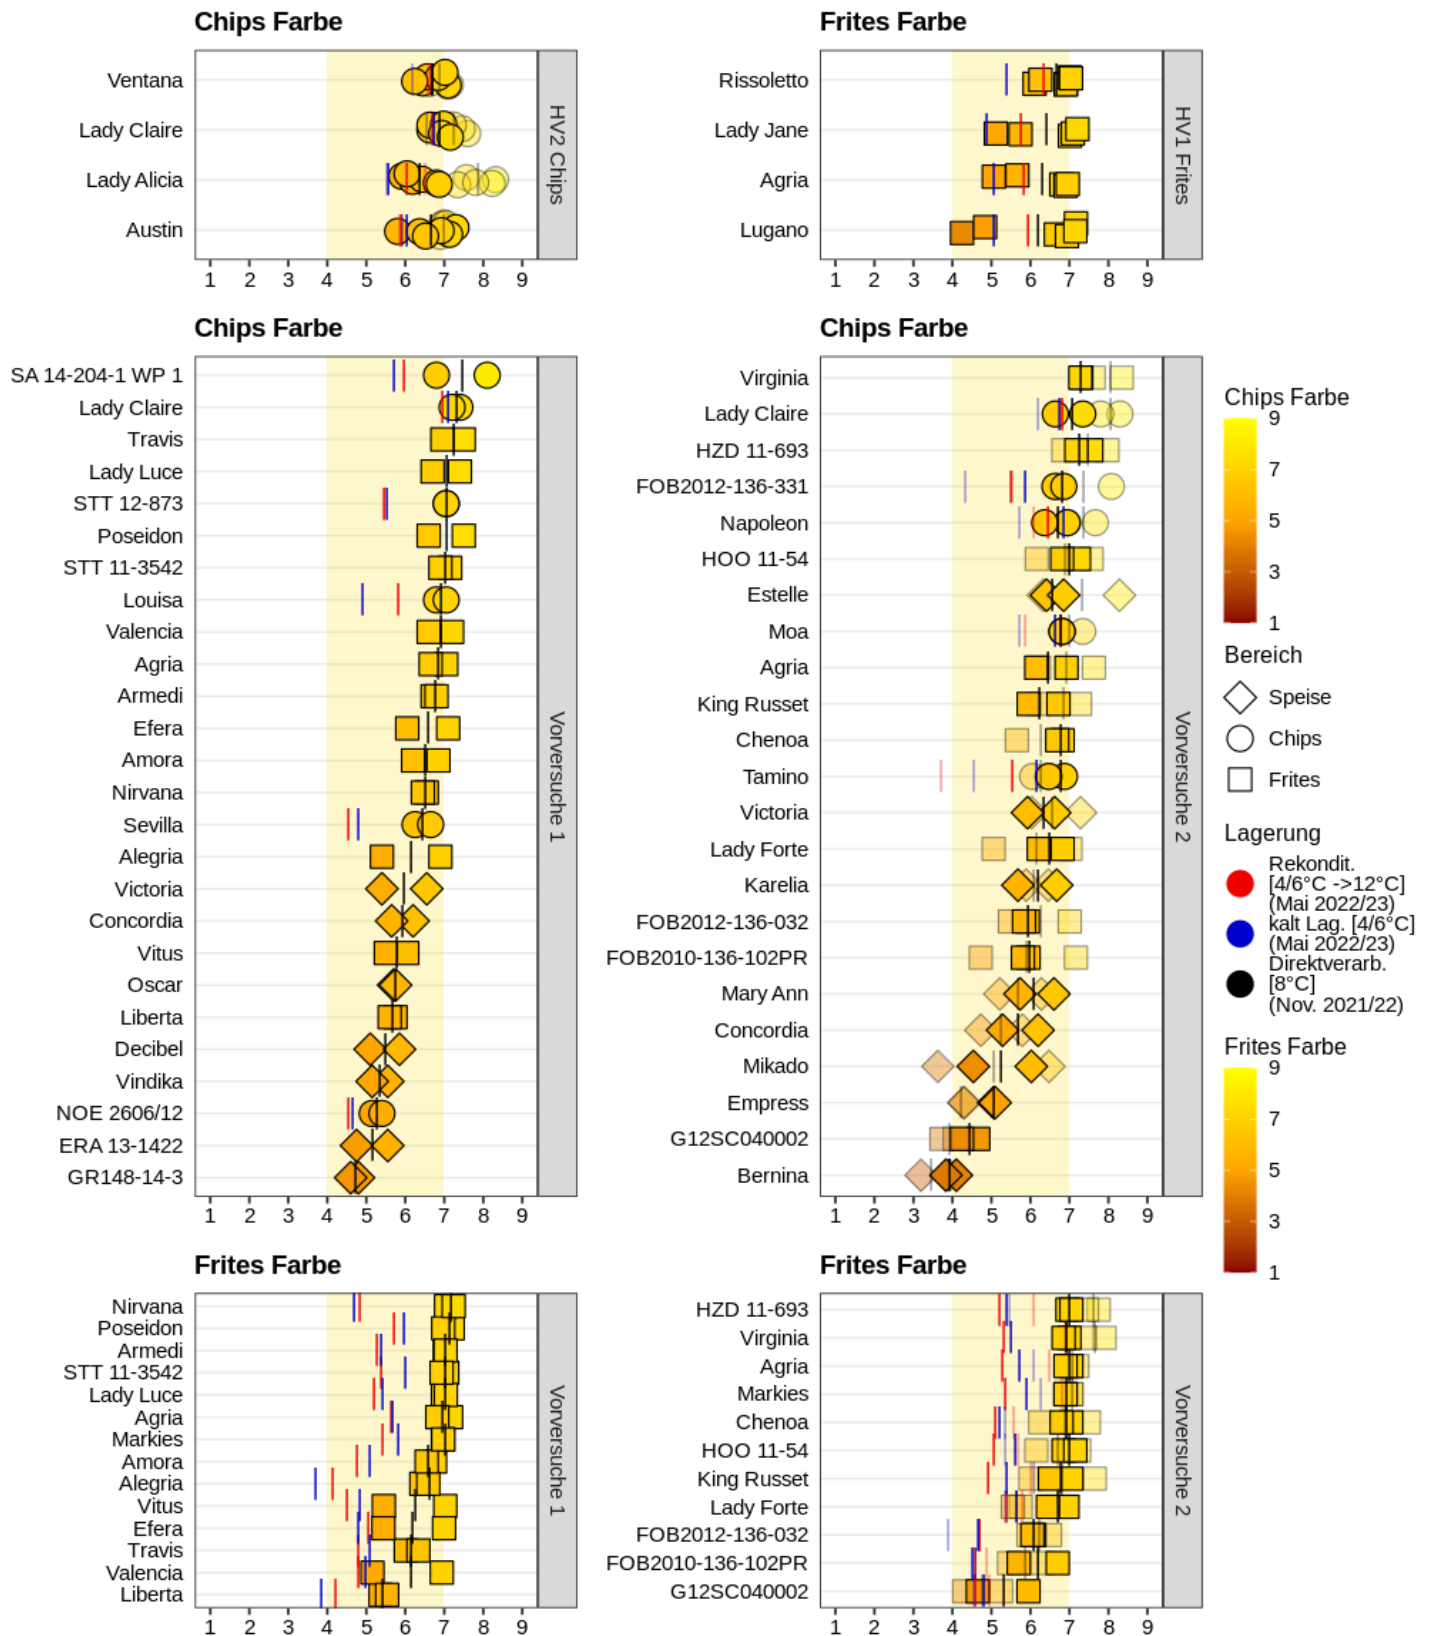 Chips Farbe
Ventana
Lady Claire
Lady Alicia
Austin
HV2 Chips
1 2 3 4 5 6 7 8 9
Frites Farbe
Rissoletto
Lady Jane
Agria
Lugano
HV1 Frites
1 2 3 4 5 6 7 8 9
Chips Farbe
SA 14-204-1 WP 1
Lady Claire
Travis
Lady Luce
STT 12-873
Poseidon
STT 11-3542
Louisa
Valencia
Agria
Armedi
Efera
Amora
Nirvana
Sevilla
Alegria
Victoria
Concordia
Vitus
Oscar
Liberta
Decibel
Vindika
NOE 2606/12
ERA 13-1422
GR148-14-3
Vorversuche 1
1 2 3 4 5 6 7 8 9
Chips Farbe
Virginia
Lady Claire
HZD 11-693
FOB2012-136-331
Napoleon
HOO 11-54
Estelle
Moa
Agria
King Russet
Chenoa
Tamino
Victoria
Lady Forte
Karelia
FOB2012-136-032
FOB2010-136-102PR
Mary Ann
Concordia
Mikado
Empress
G12SC040002
Bernina
Vorversuche 2
1 2 3 4 5 6 7 8 9
Chips Farbe
9
7
5
3
1
Bereich
Speise
Chips
Frites
Lagerung
Rekondit.
[4/6°C ->12°C]
(Mai 2022/23)
kalt Lag. [4/6°C]
(Mai 2022/23)
Direktverarb.
[8°C]
(Nov. 2021/22)
Frites Farbe
9
7
5
3
1
Frites Farbe
Nirvana
Poseidon
Armedi
STT 11-3542
Lady Luce
Agria
Markies
Amora
Alegria
Vitus
Efera
Travis
Valencia
Liberta
Vorversuche 1
1 2 3 4 5 6 7 8 9
Frites Farbe
HZD 11-693
Virginia
Agria
Markies
Chenoa
HOO 11-54
King Russet
Lady Forte
FOB2012-136-032
FOB2010-136-102PR
G12SC040002
Vorversuche 2
1 2 3 4 5 6 7 8 9